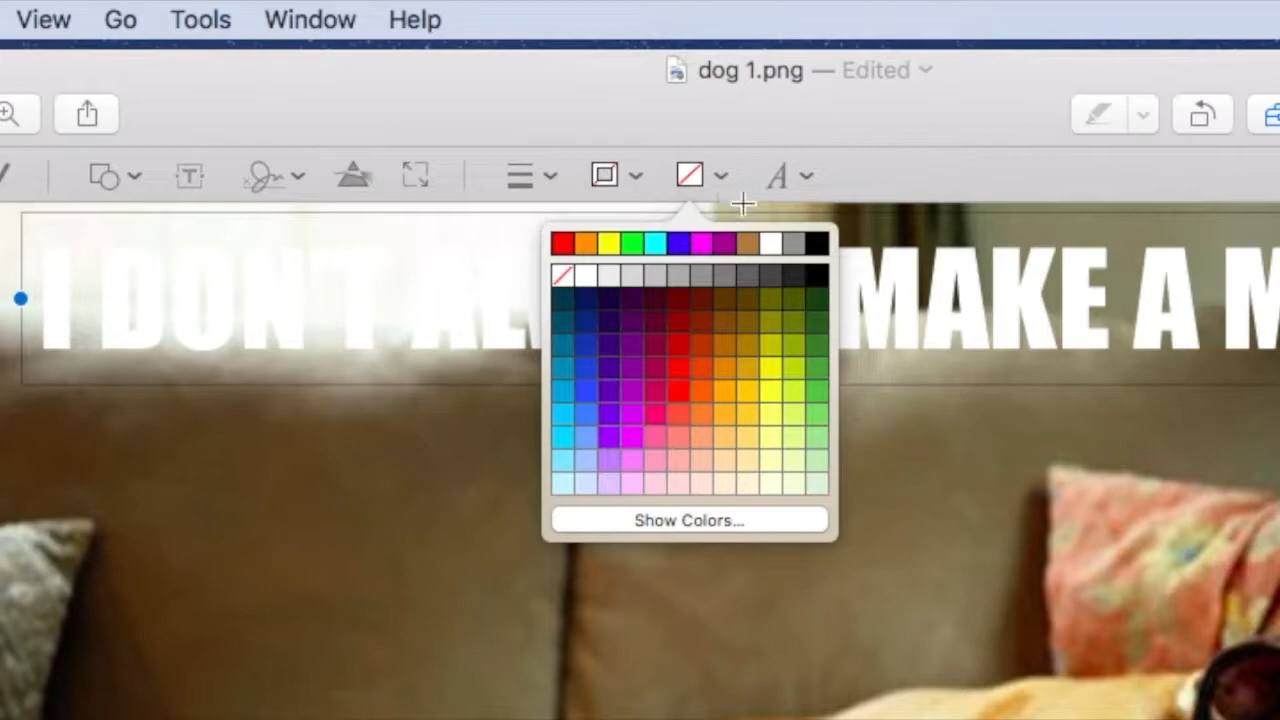 View Go Tools Window Help
dog 1.png — Edited
A
I DON'T AL MAKE A M
Show Colors...